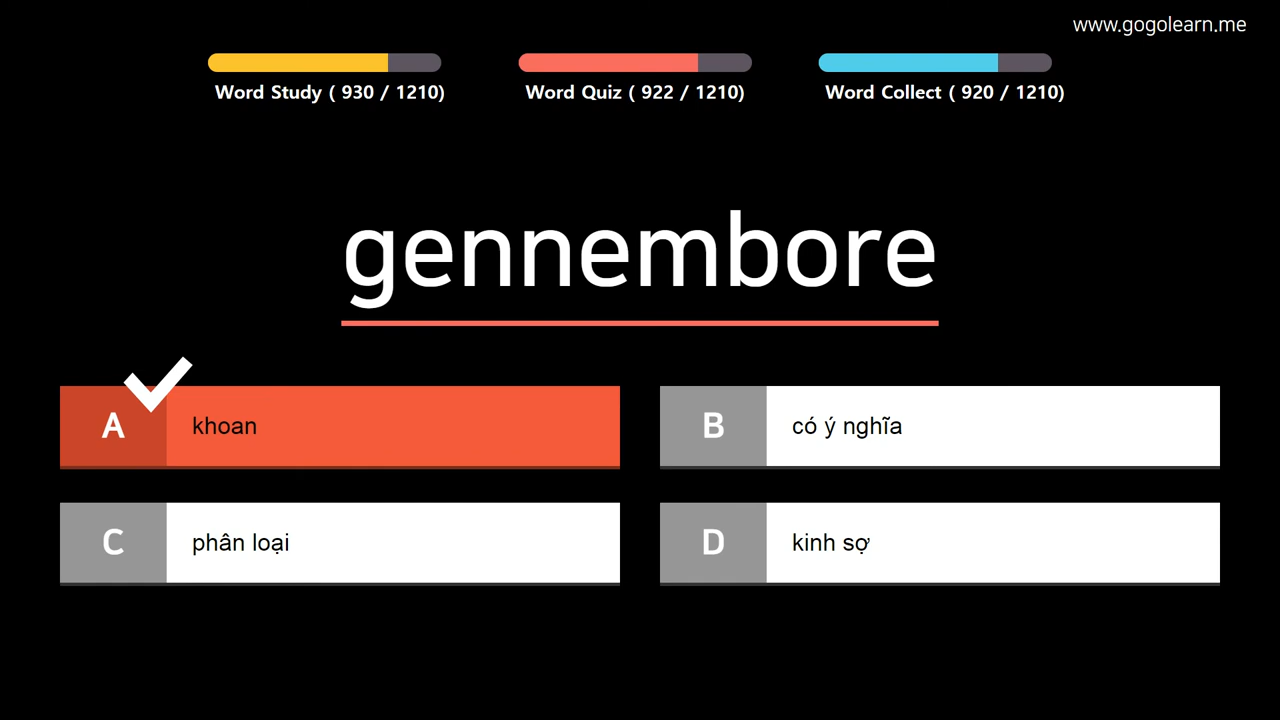 www.gogolearn.me
Word Study ( 930 / 1210)
Word Quiz ( 922 / 1210)
Word Collect ( 920 / 1210)
gennembore
A khoan
B có ý nghĩa
C phân loại
D kinh sợ